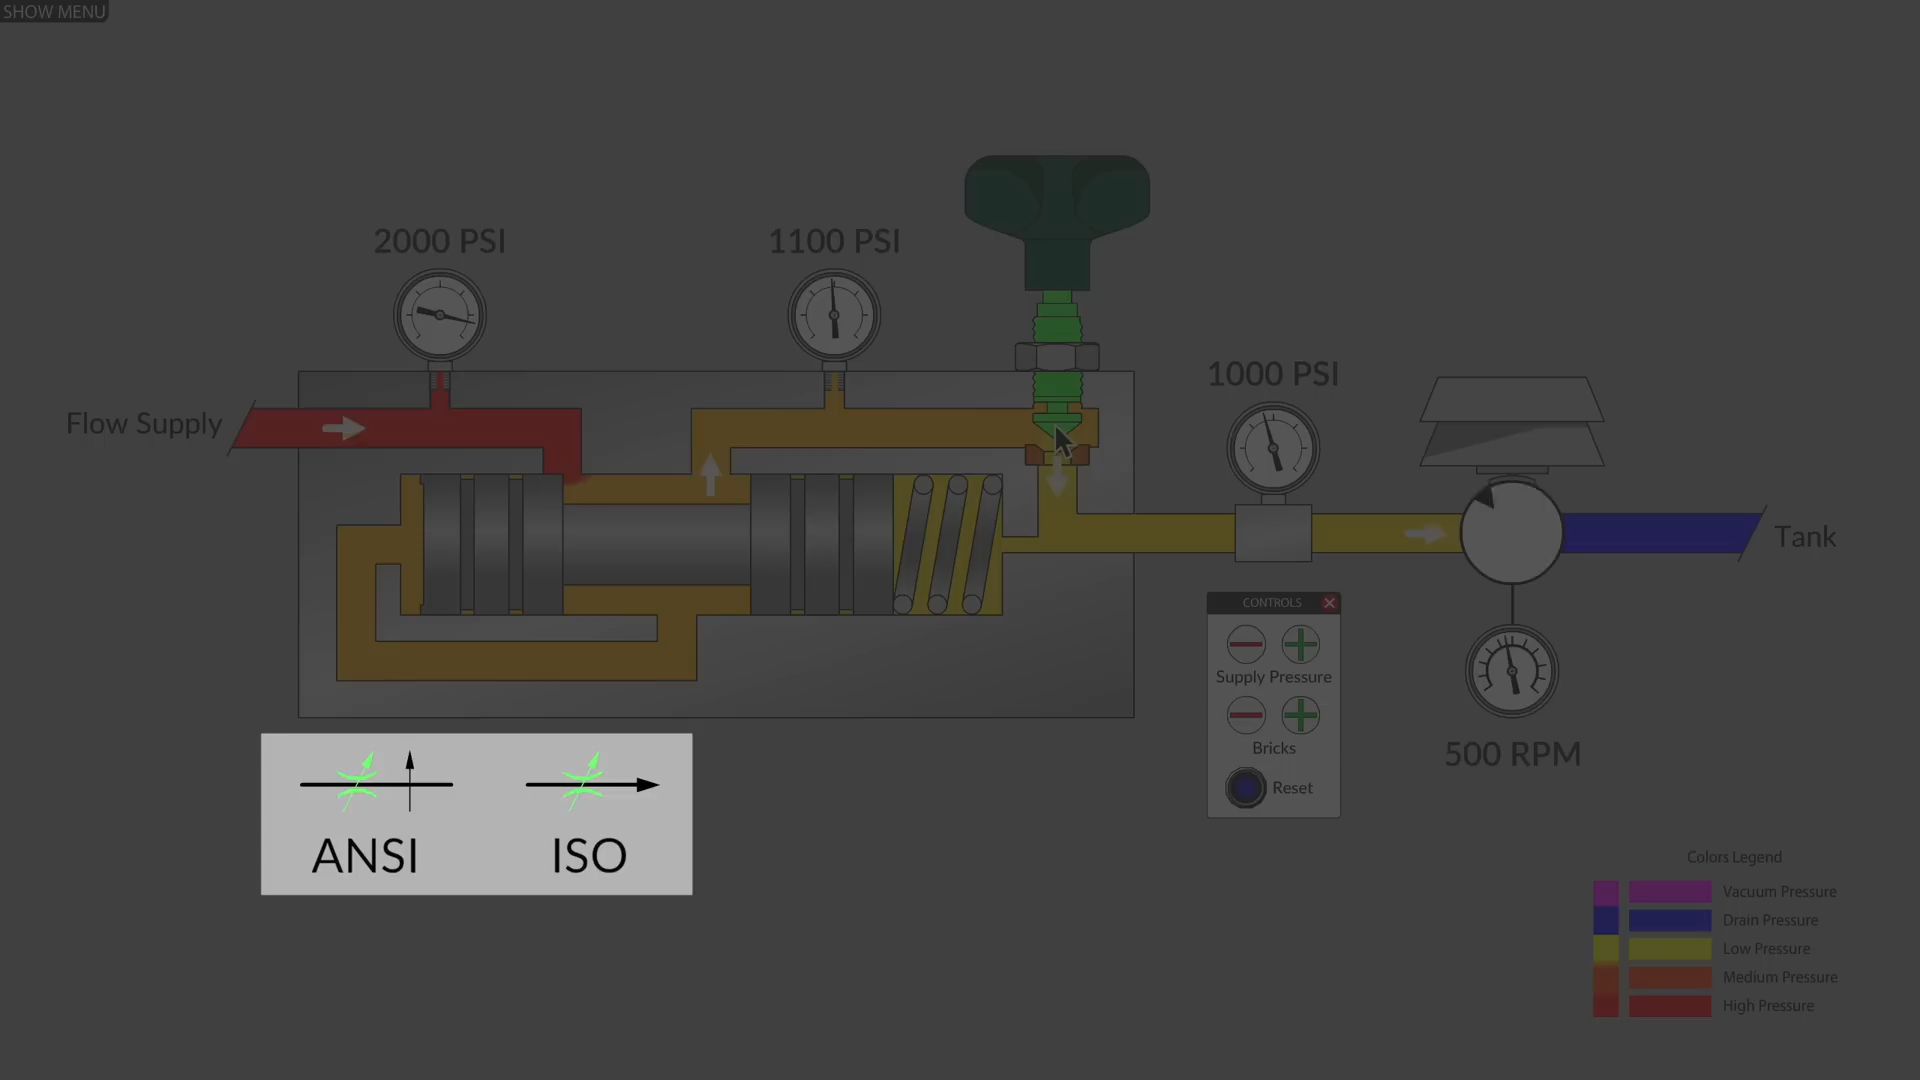 SHOW MENU
2000 PSI
1100 PSI
1000 PSI
Flow Supply
Tank
CONTROLS
Supply Pressure
Bricks
Reset
500 RPM
ANSI
ISO
Colors Legend
Vacuum Pressure
Drain Pressure
Low Pressure
Medium Pressure
High Pressure